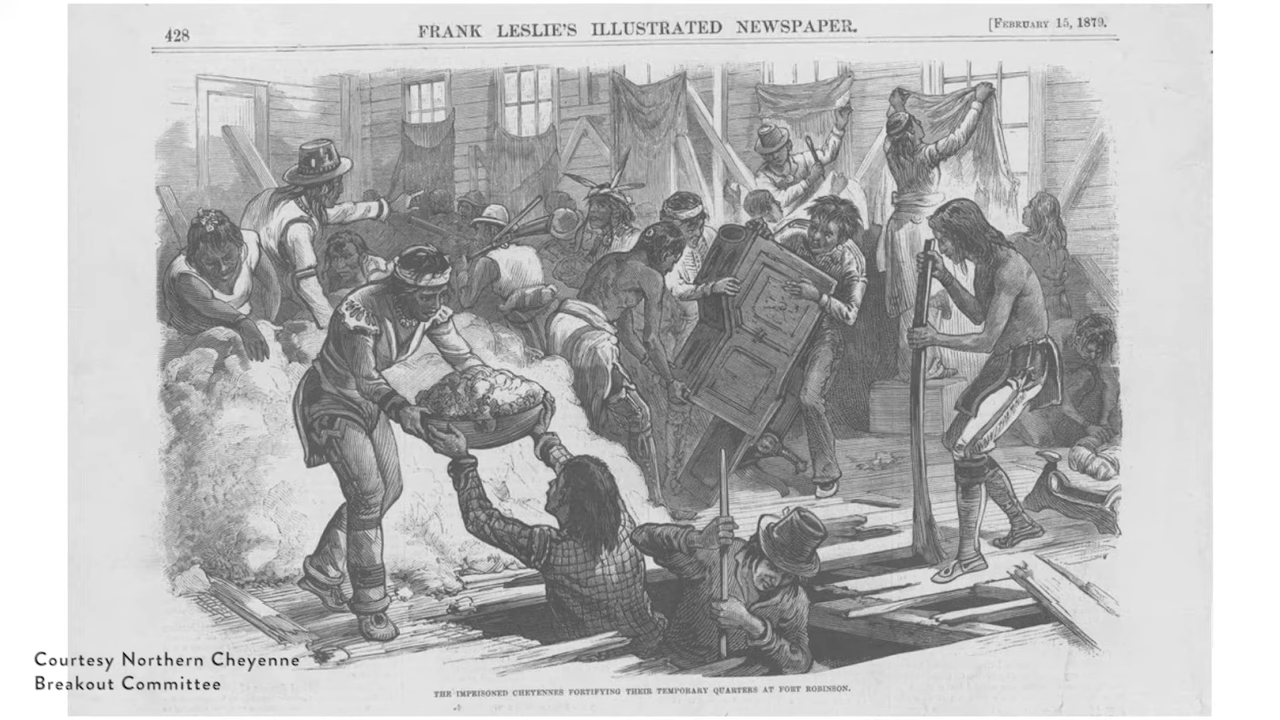 428
FRANK LESLIE'S ILLUSTRATED NEWSPAPER.
[FEBRUARY 15, 1879.
Courtesy Northern Cheyenne
Breakout Committee
THE IMPRISONED CHEYENNES FORTIFYING THEIR TEMPORARY QUARTERS AT FORT ROBINSON.